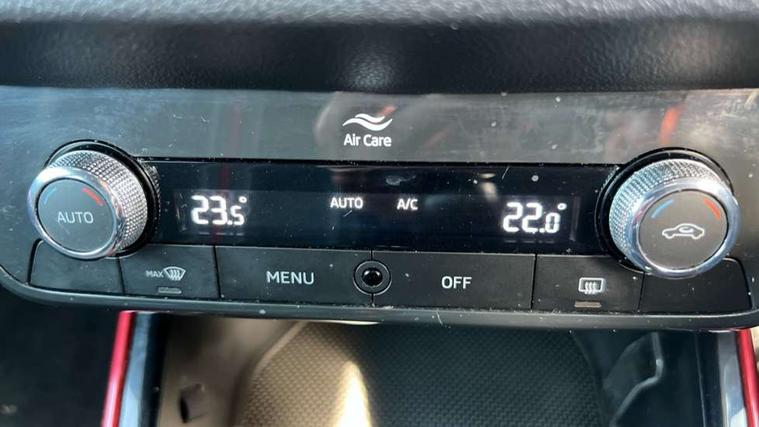 Air Care
AUTO
23.5°
AUTO A/C
22.0°
MAX
MENU
OFF